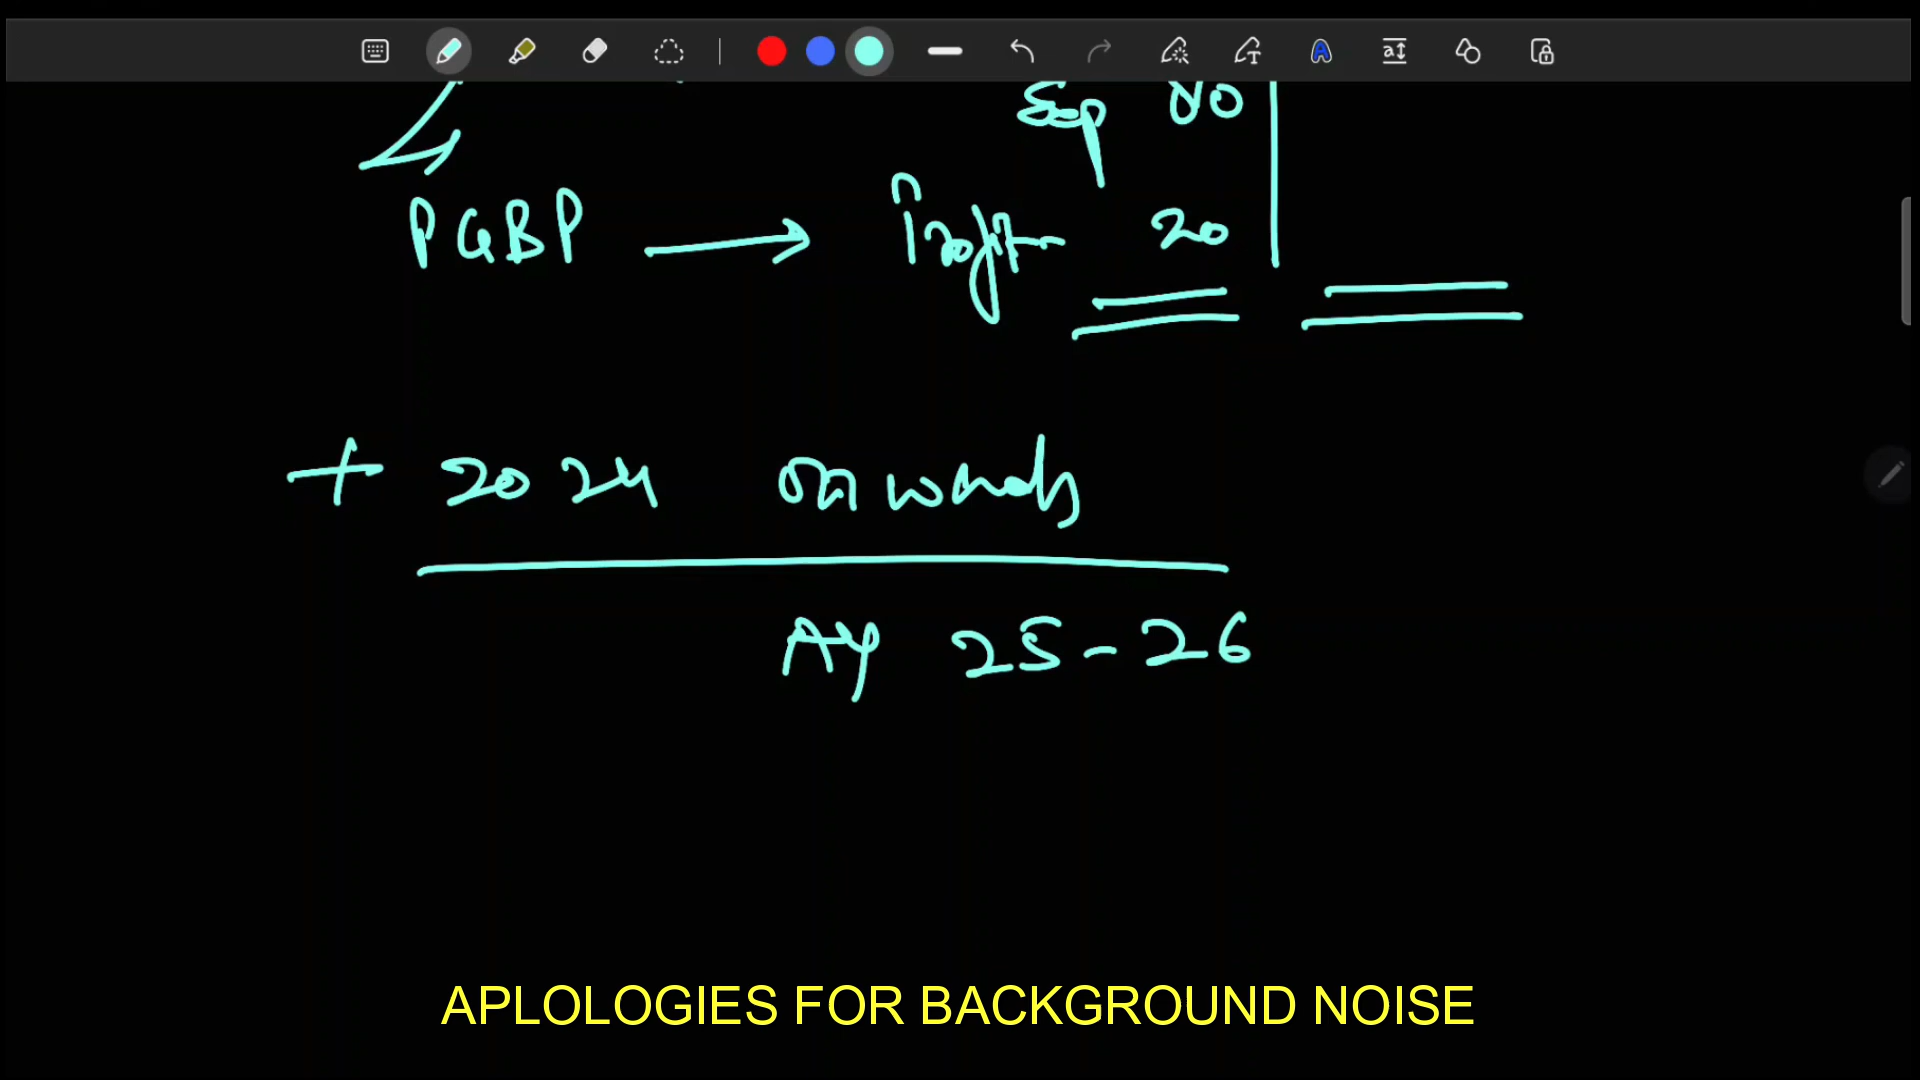 Exp 80
PGBP → Profit 20
+ 2024 onwards
AY 25-26
APLOLOGIES FOR BACKGROUND NOISE